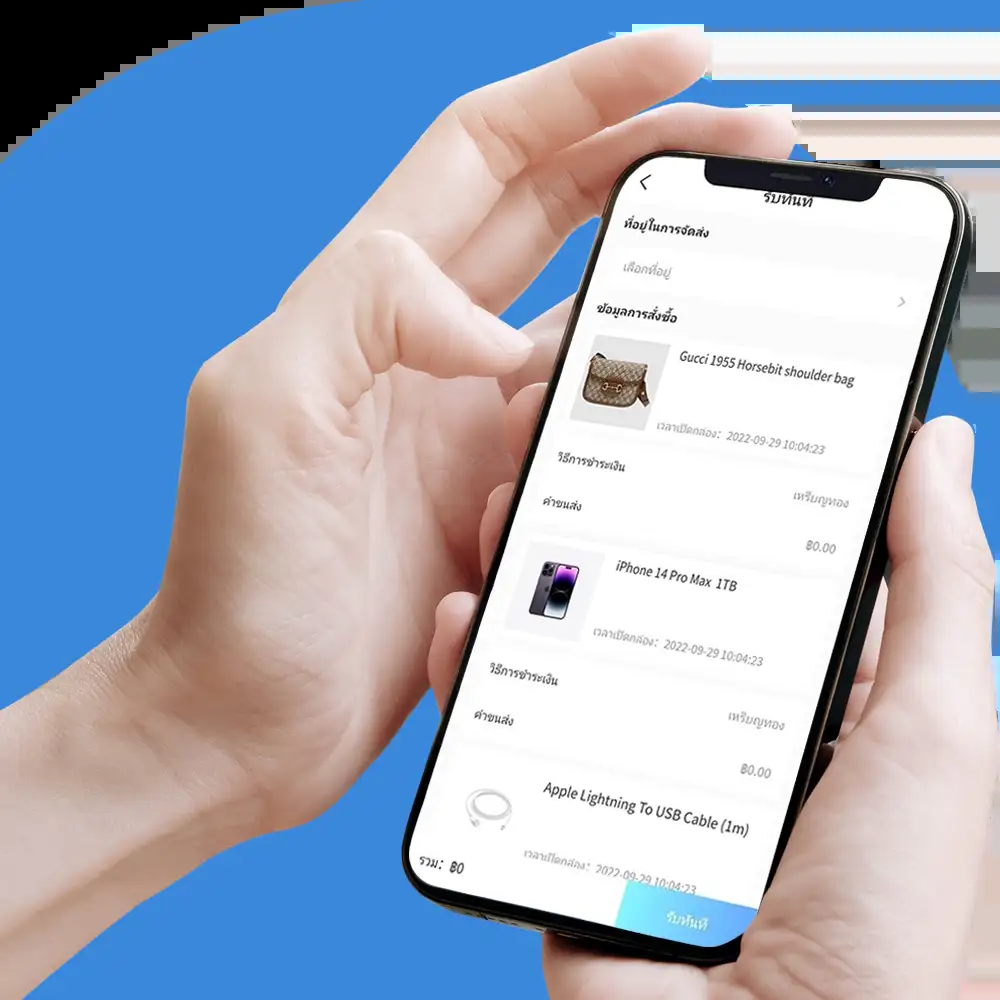 รับทันที
ที่อยู่ในการจัดส่ง
เลือกที่อยู่
ข้อมูลการสั่งซื้อ
Gucci 1955 Horsebit shoulder bag
เวลาเปิดกล่อง: 2022-09-29 10:04:23
วิธีการชำระเงิน
เหรียญทอง
ค่าขนส่ง
฿0.00
iPhone 14 Pro Max 1TB
เวลาเปิดกล่อง: 2022-09-29 10:04:23
วิธีการชำระเงิน
เหรียญทอง
ค่าขนส่ง
฿0.00
Apple Lightning To USB Cable (1m)
เวลาเปิดกล่อง: 2022-09-29 10:04:23
รวม: ฿0
รับทันที